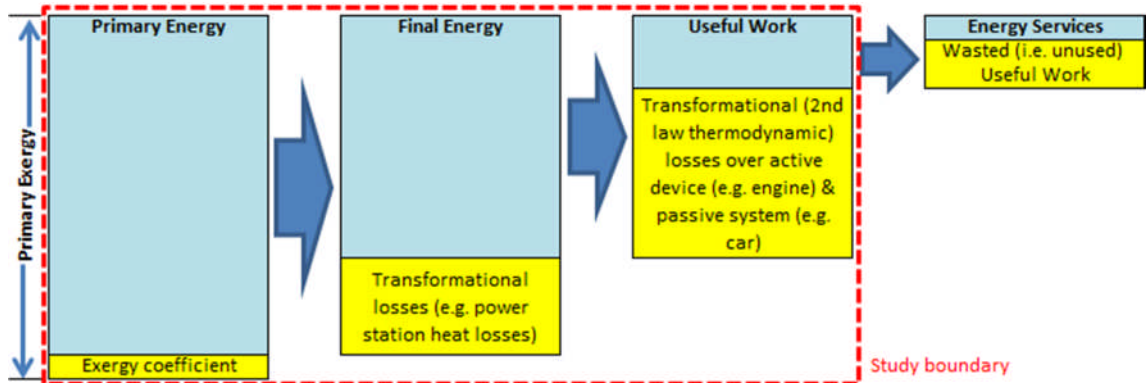 Primary Exergy
Primary Energy
Exergy coefficient
Final Energy
Transformational
losses (e.g. power
station heat losses)
Useful Work
Transformational (2nd
law thermodynamic)
losses over active
device (e.g. engine) &
passive system (e.g.
car)
Energy Services
Wasted (i.e. unused)
Useful Work
Study boundary